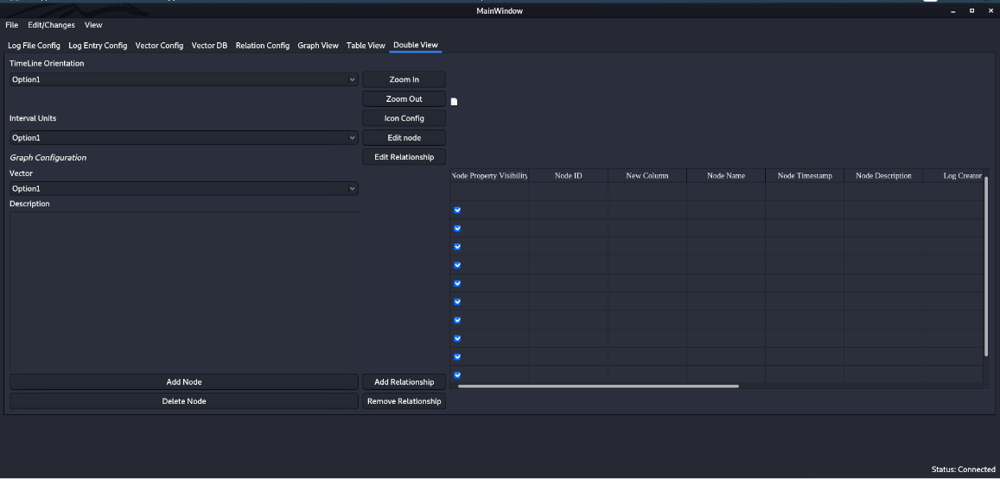 MainWindow
File Edit/Changes View
Log File Config Log Entry Config Vector Config Vector DB Relation Config Graph View Table View Double View
TimeLine Orientation
Option1
Zoom In
Zoom Out
Interval Units
Icon Config
Option1
Edit node
Graph Configuration
Edit Relationship
Vector
Node Property Visibility Node ID New Column Node Name Node Timestamp Node Description Log Creator
Option1
Description
Add Node
Add Relationship
Delete Node
Remove Relationship
Status: Connected